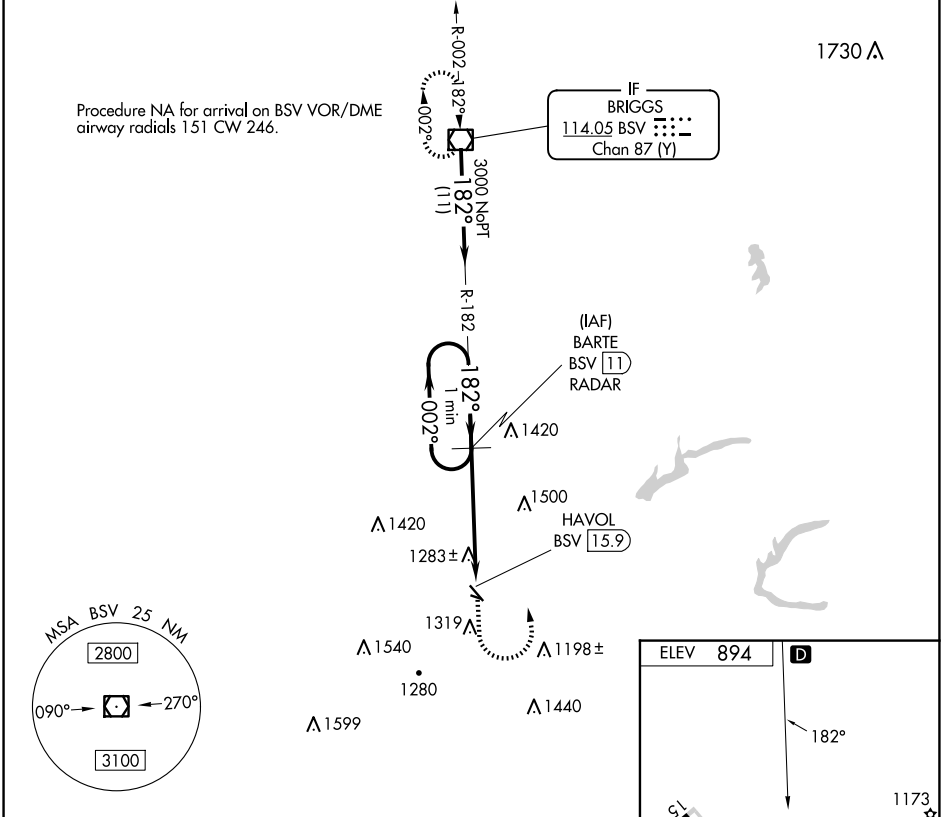 R-002
182°
002°
1730
Procedure NA for arrival on BSV VOR/DME
airway radials 151 CW 246.
IF
BRIGGS
114.05 BSV
Chan 87 (Y)
3000 NoPT
182°
(11)
R-182
(IAF)
BARTE
BSV 11
RADAR
182°
1 min
002°
1420
1500
1420
HAVOL
BSV 15.9
1283±
1319
1540
1198±
1280
1440
1599
MSA BSV 25 NM
2800
090°
270°
3100
ELEV 894 D
182°
15
1173